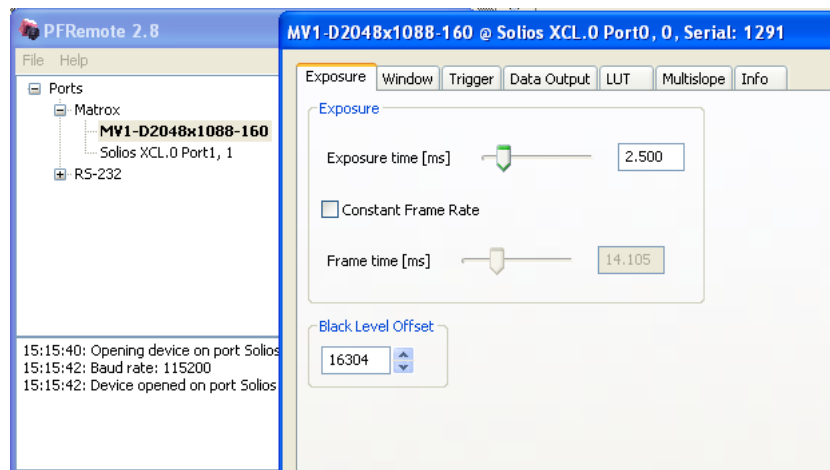 PFRemote 2.8
File Help
Ports
Matrox
MV1-D2048x1088-160
Solios XCL.0 Port1, 1
RS-232
15:15:40: Opening device on port Solios
15:15:42: Baud rate: 115200
15:15:42: Device opened on port Solios
MV1-D2048x1088-160 @ Solios XCL.0 Port0, 0, Serial: 1291
Exposure Window Trigger Data Output LUT Multislope Info
Exposure
Exposure time [ms] 2.500
Constant Frame Rate
Frame time [ms] 14.105
Black Level Offset
16304